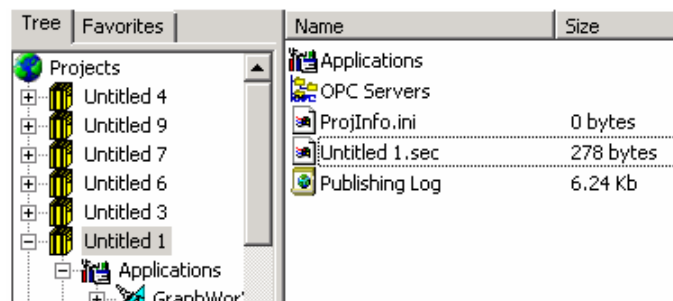 Tree Favorites
Projects
Untitled 4
Untitled 9
Untitled 7
Untitled 6
Untitled 3
Untitled 1
Applications
Name Size
Applications
OPC Servers
ProjInfo.ini 0 bytes
Untitled 1.sec 278 bytes
Publishing Log 6.24 Kb